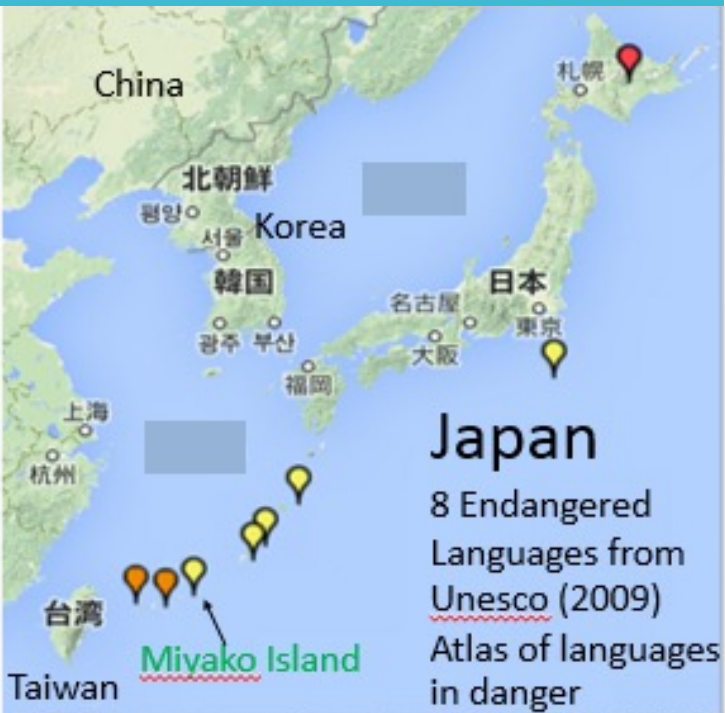 China
札幌
北朝鮮
평양
서울
Korea
韓国
日本
名古屋
東京
광주 부산
大阪
福岡
上海
杭州
Japan
8 Endangered
Languages from
Unesco (2009)
Atlas of languages
in danger
台湾
Miyako Island
Taiwan